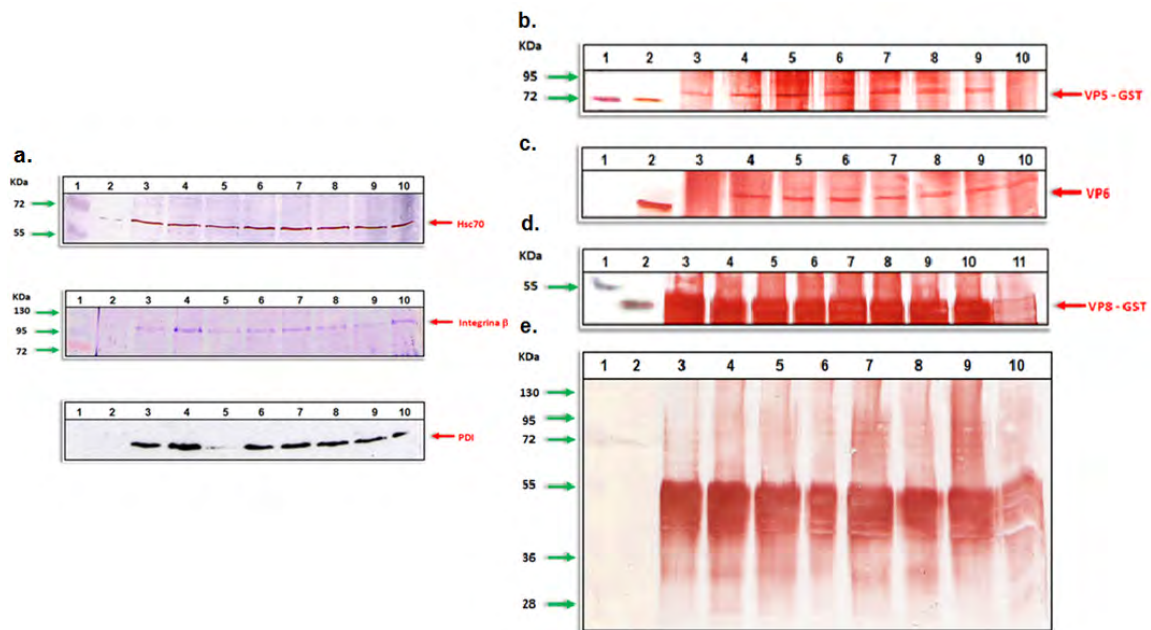 a.
KDa
1 2 3 4 5 6 7 8 9 10
72
55
Hsc70
KDa
1 2 3 4 5 6 7 8 9 10
130
95
72
Integrina β
1 2 3 4 5 6 7 8 9 10
PDI
b.
KDa
1 2 3 4 5 6 7 8 9 10
95
72
VP5 - GST
c.
1 2 3 4 5 6 7 8 9 10
VP6
d.
KDa
1 2 3 4 5 6 7 8 9 10 11
55
VP8 - GST
e.
KDa
1 2 3 4 5 6 7 8 9 10
130
95
72
55
36
28